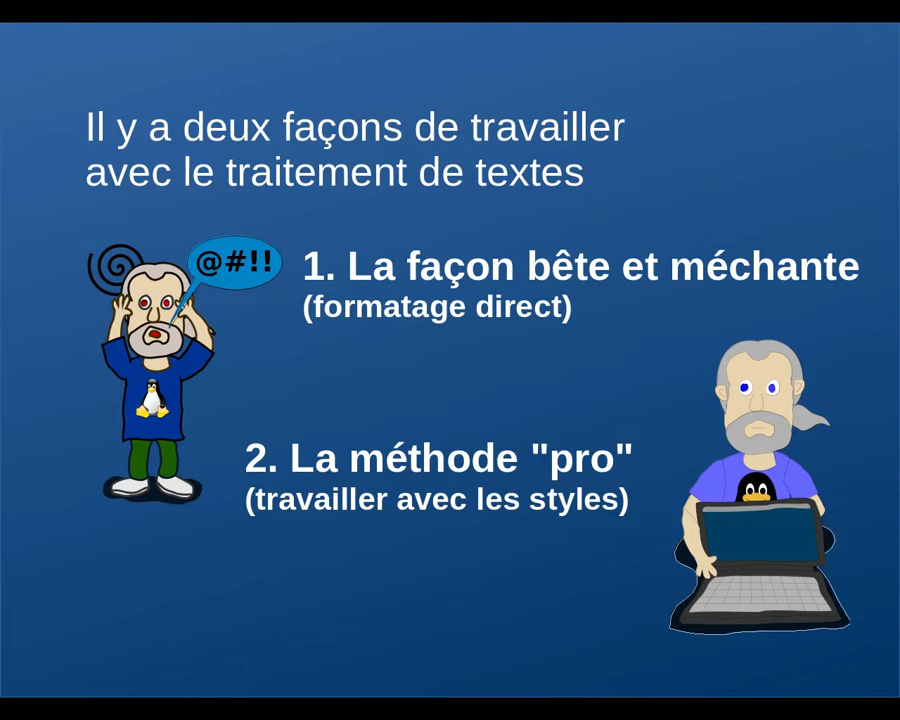 Il y a deux façons de travailler
avec le traitement de textes
@#!!
1. La façon bête et méchante
(formatage direct)
2. La méthode "pro"
(travailler avec les styles)